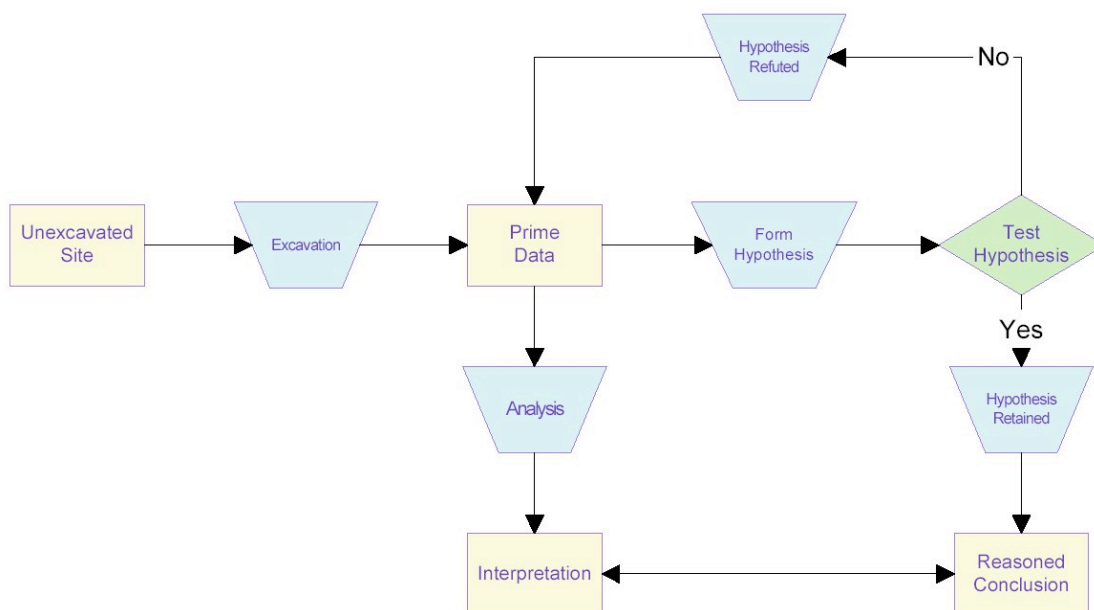 Hypothesis
Refuted
No
Unexcavated
Site
Excavation
Prime
Data
Form
Hypothesis
Test
Hypothesis
Yes
Analysis
Hypothesis
Retained
Interpretation
Reasoned
Conclusion